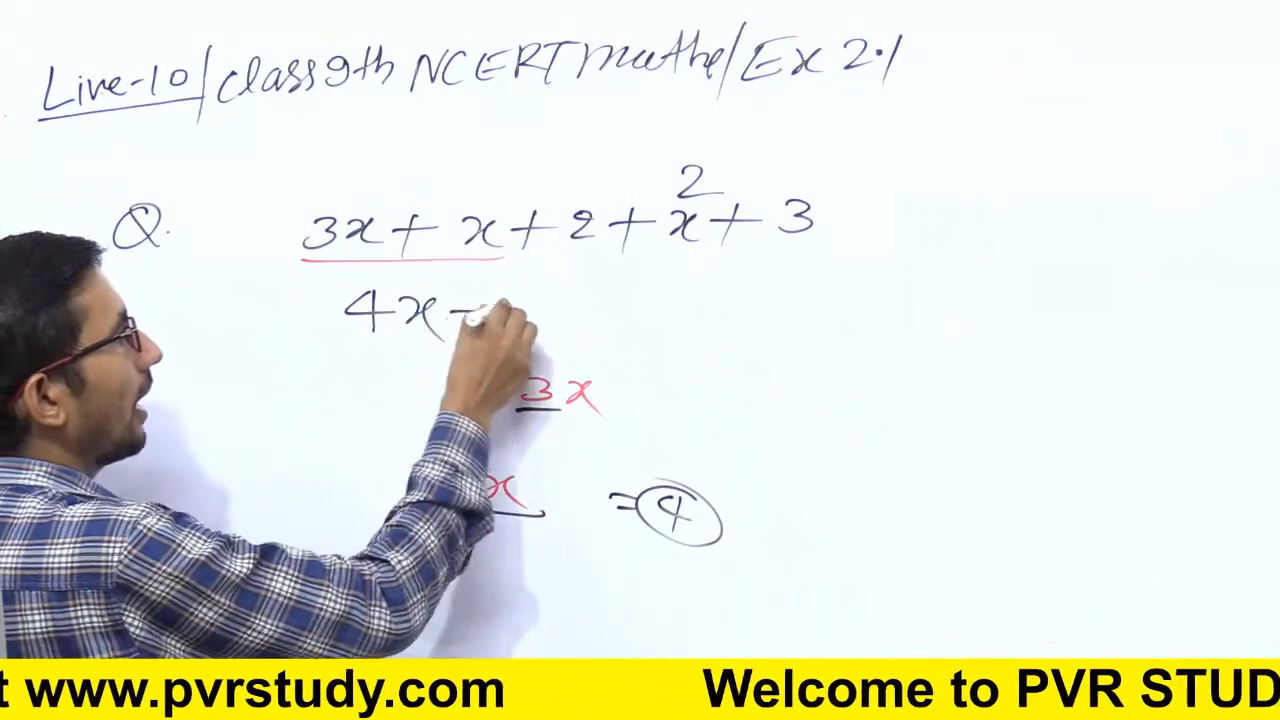 Live-10/class 9th NCERT maths/Ex 2.1
Q. 3x + x + 2 + x² + 3
4x -
3x
x = 4
t www.pvrstudy.com Welcome to PVR STUD